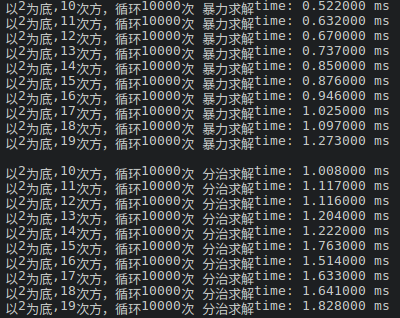 以2为底,10次方，循环10000次 暴力求解time: 0.522000 ms
以2为底,11次方，循环10000次 暴力求解time: 0.632000 ms
以2为底,12次方，循环10000次 暴力求解time: 0.670000 ms
以2为底,13次方，循环10000次 暴力求解time: 0.737000 ms
以2为底,14次方，循环10000次 暴力求解time: 0.850000 ms
以2为底,15次方，循环10000次 暴力求解time: 0.876000 ms
以2为底,16次方，循环10000次 暴力求解time: 0.946000 ms
以2为底,17次方，循环10000次 暴力求解time: 1.025000 ms
以2为底,18次方，循环10000次 暴力求解time: 1.097000 ms
以2为底,19次方，循环10000次 暴力求解time: 1.273000 ms
以2为底,10次方，循环10000次 分治求解time: 1.008000 ms
以2为底,11次方，循环10000次 分治求解time: 1.117000 ms
以2为底,12次方，循环10000次 分治求解time: 1.116000 ms
以2为底,13次方，循环10000次 分治求解time: 1.204000 ms
以2为底,14次方，循环10000次 分治求解time: 1.222000 ms
以2为底,15次方，循环10000次 分治求解time: 1.763000 ms
以2为底,16次方，循环10000次 分治求解time: 1.514000 ms
以2为底,17次方，循环10000次 分治求解time: 1.633000 ms
以2为底,18次方，循环10000次 分治求解time: 1.641000 ms
以2为底,19次方，循环10000次 分治求解time: 1.828000 ms